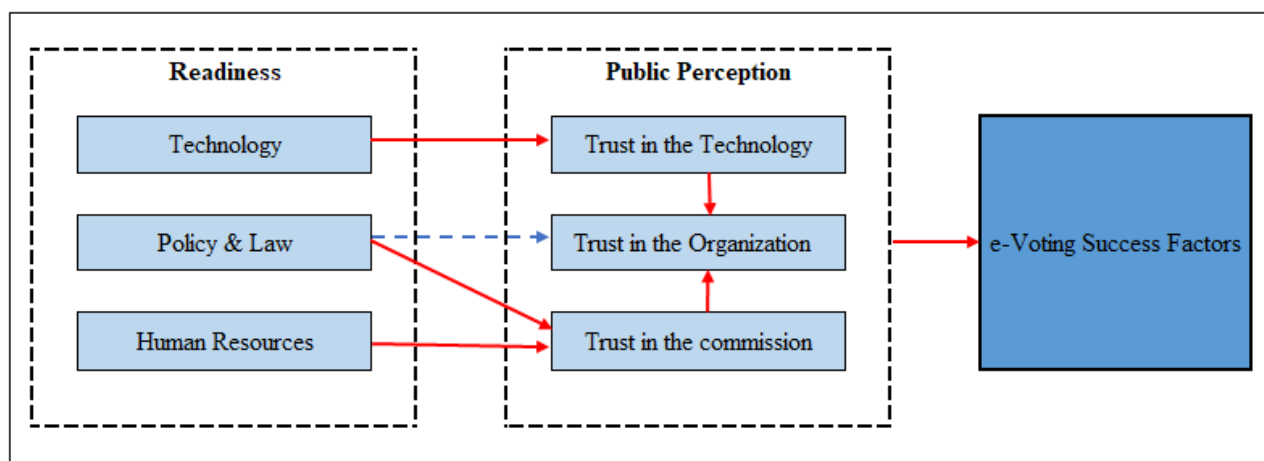 Readiness
Public Perception
Technology
Trust in the Technology
Policy & Law
Trust in the Organization
e-Voting Success Factors
Human Resources
Trust in the commission